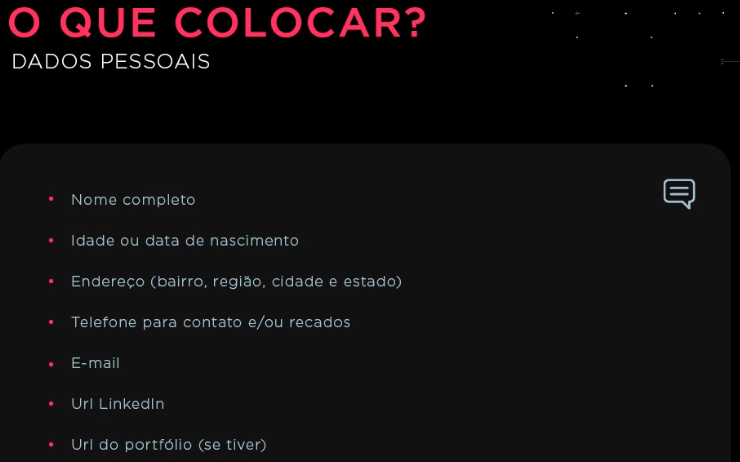 O QUE COLOCAR?
DADOS PESSOAIS
• Nome completo
• Idade ou data de nascimento
• Endereço (bairro, região, cidade e estado)
• Telefone para contato e/ou recados
• E-mail
• Url LinkedIn
• Url do portfólio (se tiver)